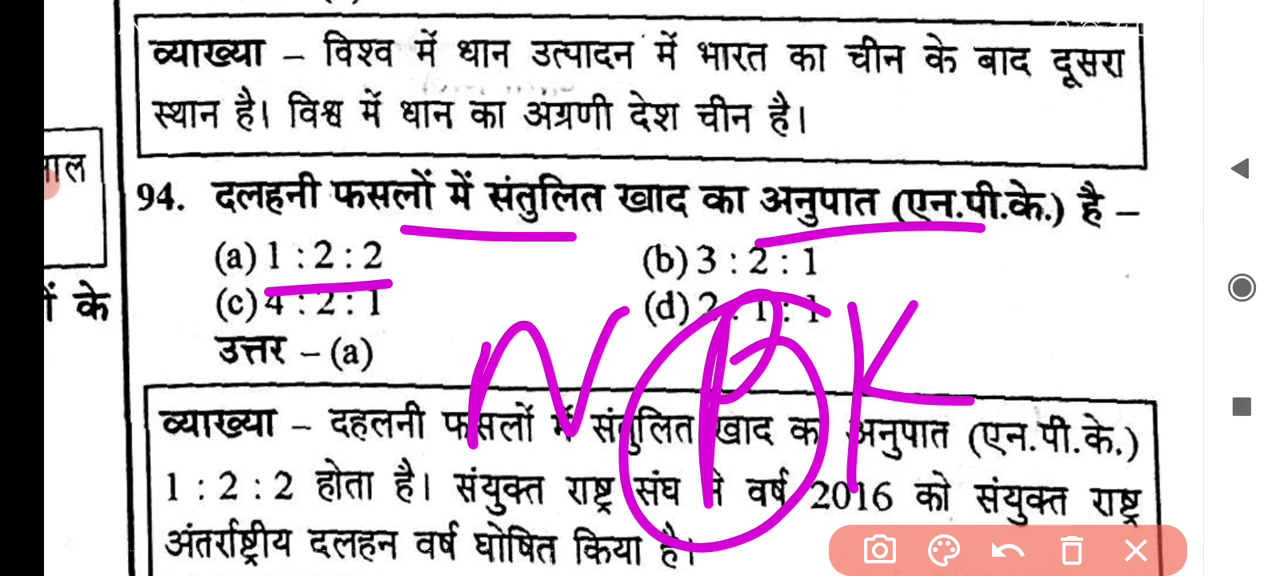 व्याख्या – विश्व में धान उत्पादन में भारत का चीन के बाद दूसरा
स्थान है। विश्व में धान का अग्रणी देश चीन है।
ाल
94. दलहनी फसलों में संतुलित खाद का अनुपात (एन.पी.के.) है –
(a) 1 : 2 : 2
(b) 3 : 2 : 1
ं के
(c) 4 : 2 : 1
(d) 2 : 1 : 1
उत्तर – (a)
N P K
व्याख्या – दहलनी फसलों में संतुलित खाद का अनुपात (एन.पी.के.)
1 : 2 : 2 होता है। संयुक्त राष्ट्र संघ ने वर्ष 2016 को संयुक्त राष्ट्र
अंतर्राष्ट्रीय दलहन वर्ष घोषित किया है।